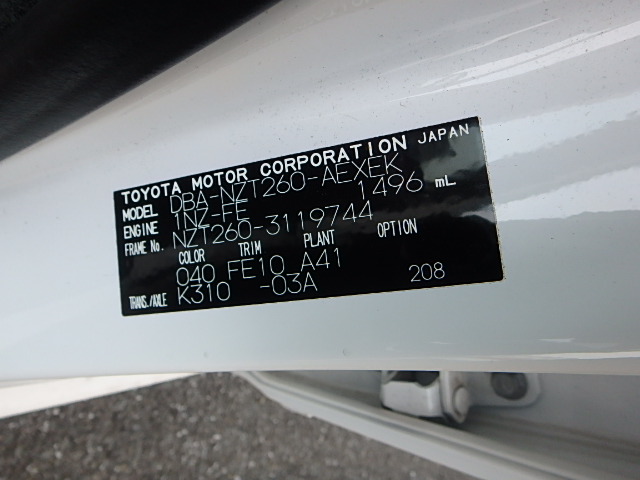 TOYOTA MOTOR CORPORATION JAPAN
MODEL DBA-NZT260-AEXEK
ENGINE 1NZ-FE 1496 mL
FRAME No. NZT260-3119744
COLOR TRIM PLANT OPTION
040 FE10 A41
TRANS./AXLE K310 -03A 208